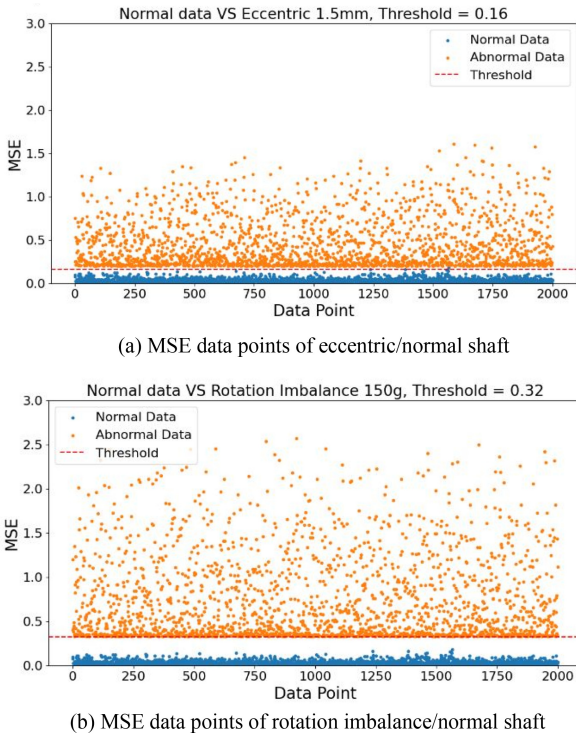 Normal data VS Eccentric 1.5mm, Threshold = 0.16
3.0
2.5
2.0
1.5
1.0
0.5
0.0
MSE
Normal Data
Abnormal Data
Threshold
0 250 500 750 1000 1250 1500 1750 2000
Data Point
(a) MSE data points of eccentric/normal shaft
Normal data VS Rotation Imbalance 150g, Threshold = 0.32
3.0
2.5
2.0
1.5
1.0
0.5
0.0
MSE
Normal Data
Abnormal Data
Threshold
0 250 500 750 1000 1250 1500 1750 2000
Data Point
(b) MSE data points of rotation imbalance/normal shaft